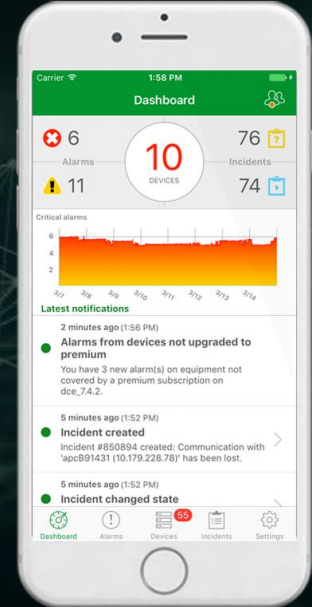 Carrier 1:58 PM
Dashboard
6 76
Alarms 10 Incidents
DEVICES
11 74
Critical alarms
6
4
2
3/7 3/8 3/9 3/10 3/11 3/12 3/13 3/14
Latest notifications
2 minutes ago (1:56 PM)
Alarms from devices not upgraded to
premium
You have 3 new alarm(s) on equipment not
covered by a premium subscription on
dce_7.4.2.
5 minutes ago (1:52 PM)
Incident created
Incident #850894 created: Communication with
'apcB91431 (10.179.228.78)' has been lost.
5 minutes ago (1:52 PM)
Incident changed state
55
Dashboard Alarms Devices Incidents Settings